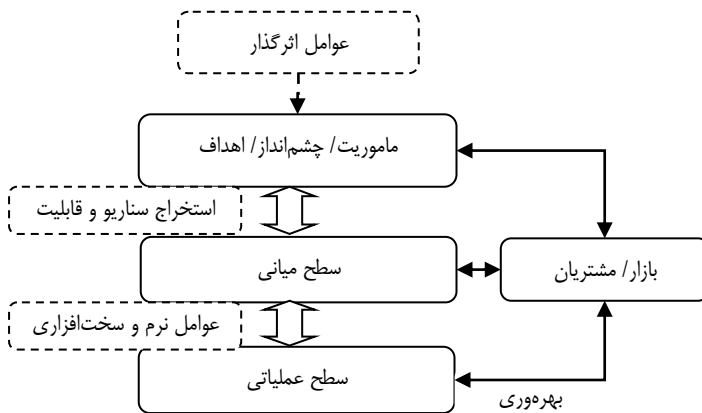 عوامل اثرگذار
ماموریت/ چشم‌انداز/ اهداف
استخراج سناریو و قابلیت
سطح میانی
بازار/ مشتریان
عوامل نرم و سخت‌افزاری
سطح عملیاتی
بهره‌وری